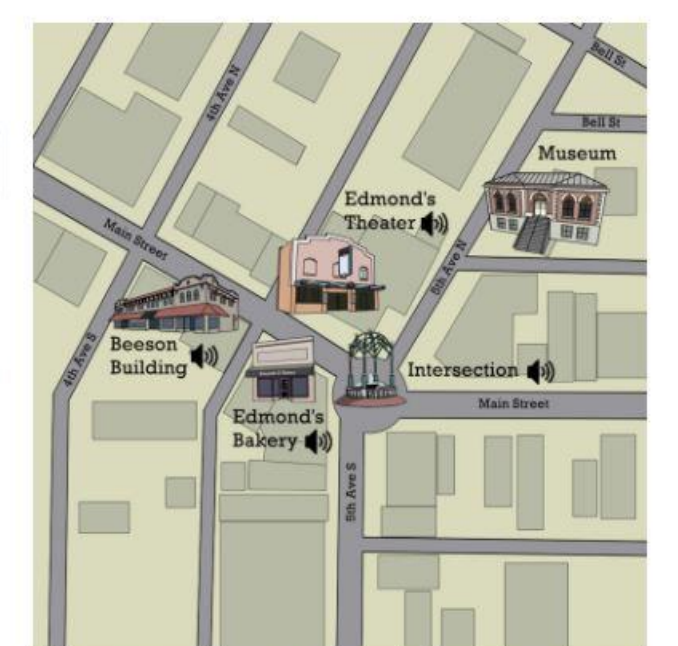 Bell St
4th Ave N
Bell St
Museum
Edmond's
Theater
Main Street
5th Ave N
Beeson
Building
4th Ave S
Intersection
Main Street
Edmond's
Bakery
5th Ave S